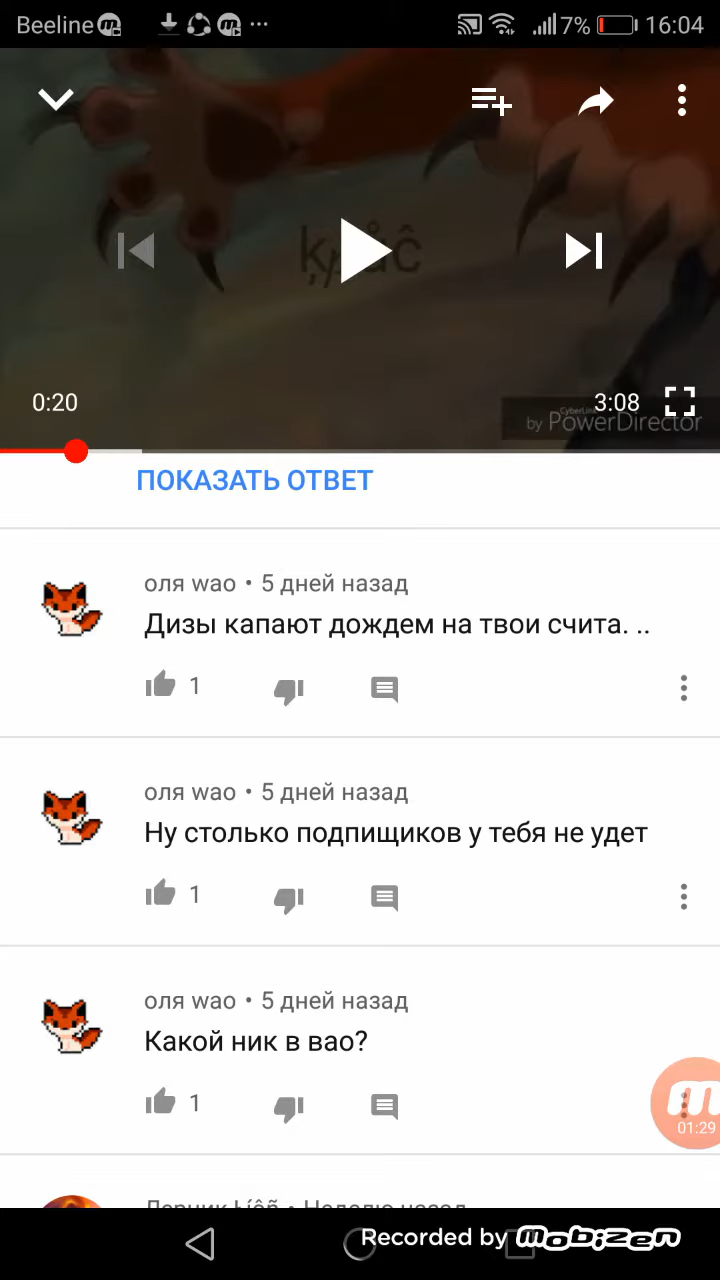 Beeline 7% 16:04
0:20 3:08
CyberLink
by PowerDirector
ПОКАЗАТЬ ОТВЕТ
оля wao • 5 дней назад
Дизы капают дождем на твои счита. ..
1
оля wao • 5 дней назад
Ну столько подпищиков у тебя не удет
1
оля wao • 5 дней назад
Какой ник в вао?
1
01:29
Recorded by mobizen